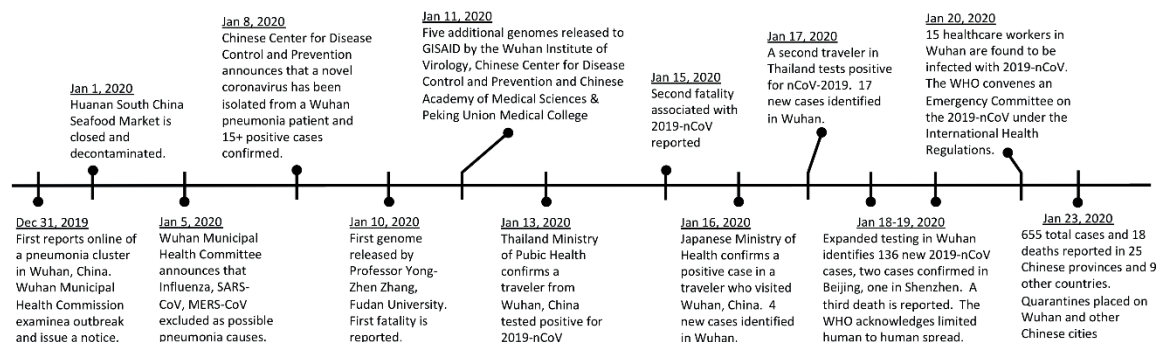 Jan 1, 2020
Huanan South China
Seafood Market is
closed and
decontaminated.
Jan 8, 2020
Chinese Center for Disease
Control and Prevention
announces that a novel
coronavirus has been
isolated from a Wuhan
pneumonia patient and
15+ positive cases
confirmed.
Jan 11, 2020
Five additional genomes released to
GISAID by the Wuhan Institute of
Virology, Chinese Center for Disease
Control and Prevention and Chinese
Academy of Medical Sciences &
Peking Union Medical College
Jan 15, 2020
Second fatality
associated with
2019-nCoV
reported
Jan 17, 2020
A second traveler in
Thailand tests positive
for nCoV-2019. 17
new cases identified
in Wuhan.
Jan 20, 2020
15 healthcare workers in
Wuhan are found to be
infected with 2019-nCoV.
The WHO convenes an
Emergency Committee on
the 2019-nCoV under the
International Health
Regulations.
Dec 31, 2019
First reports online of
a pneumonia cluster
in Wuhan, China.
Wuhan Municipal
Health Commission
examinea outbreak
and issue a notice.
Jan 5, 2020
Wuhan Municipal
Health Committee
announces that
Influenza, SARS-
CoV, MERS-CoV
excluded as possible
pneumonia causes.
Jan 10, 2020
First genome
released by
Professor Yong-
Zhen Zhang,
Fudan University.
First fatality is
reported.
Jan 13, 2020
Thailand Ministry
of Pubic Health
confirms a
traveler from
Wuhan, China
tested positive for
2019-nCoV
Jan 16, 2020
Japanese Ministry of
Health confirms a
positive case in a
traveler who visited
Wuhan, China. 4
new cases identified
in Wuhan.
Jan 18-19, 2020
Expanded testing in Wuhan
identifies 136 new 2019-nCoV
cases, two cases confirmed in
Beijing, one in Shenzhen. A
third death is reported. The
WHO acknowledges limited
human to human spread.
Jan 23, 2020
655 total cases and 18
deaths reported in 25
Chinese provinces and 9
other countries.
Quarantines placed on
Wuhan and other
Chinese cities